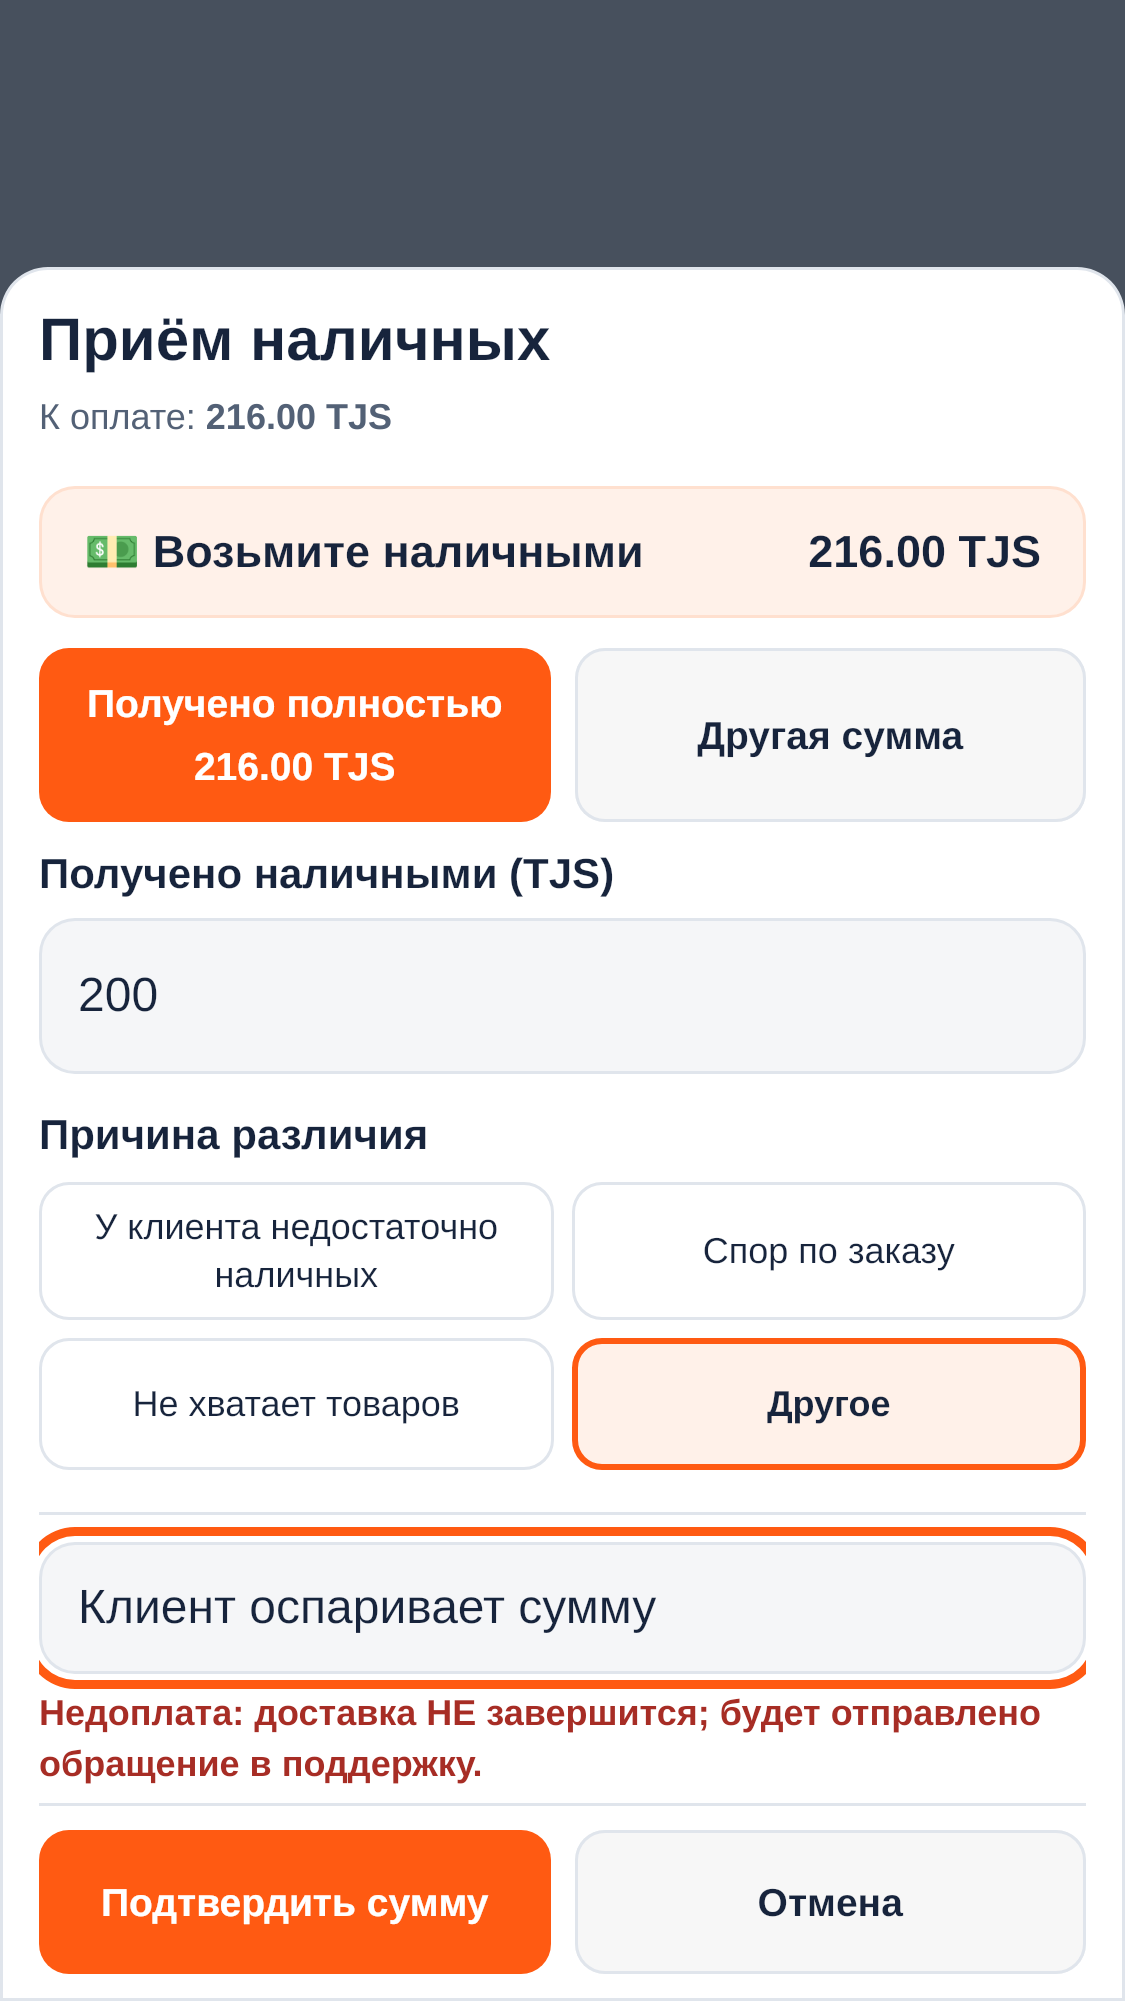 Приём наличных
К оплате: 216.00 TJS
Возьмите наличными 216.00 TJS
Получено полностью
216.00 TJS
Другая сумма
Получено наличными (TJS)
200
Причина различия
У клиента недостаточно
наличных
Спор по заказу
Не хватает товаров
Другое
Клиент оспаривает сумму
Недоплата: доставка НЕ завершится; будет отправлено
обращение в поддержку.
Подтвердить сумму
Отмена